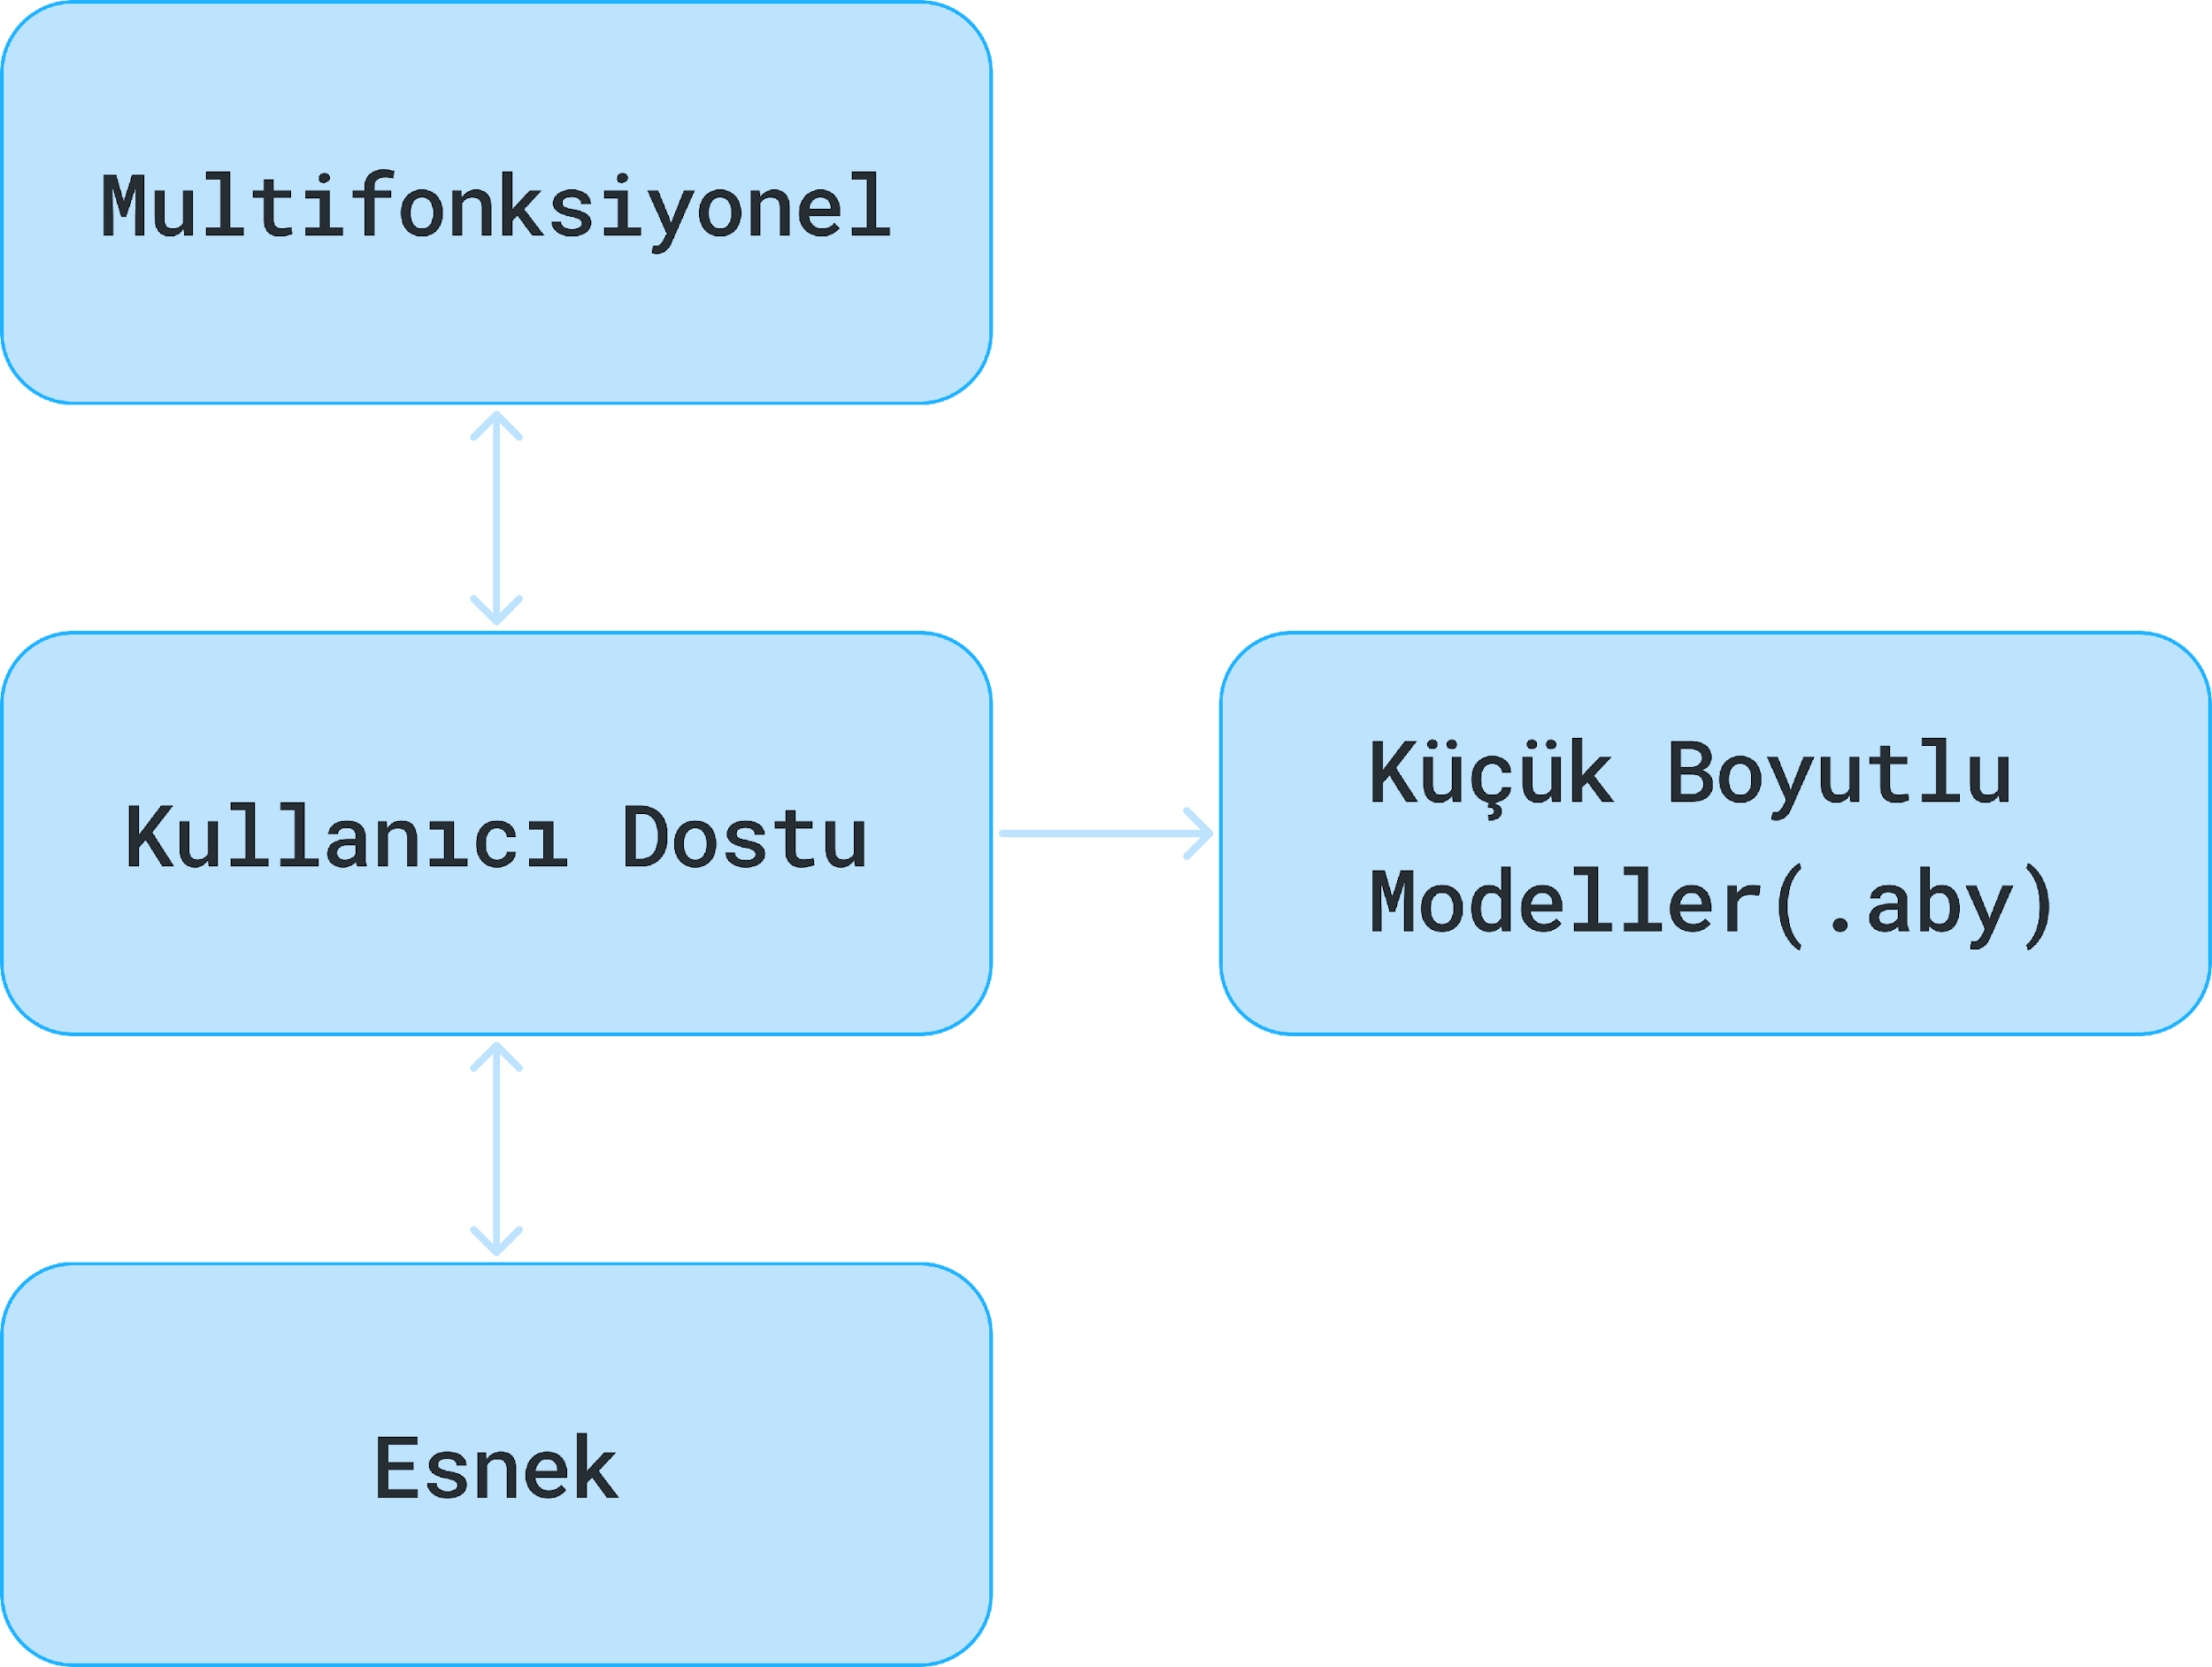 Multifonksiyonel
Kullanıcı Dostu
Küçük Boyutlu
Modeller(.aby)
Esnek